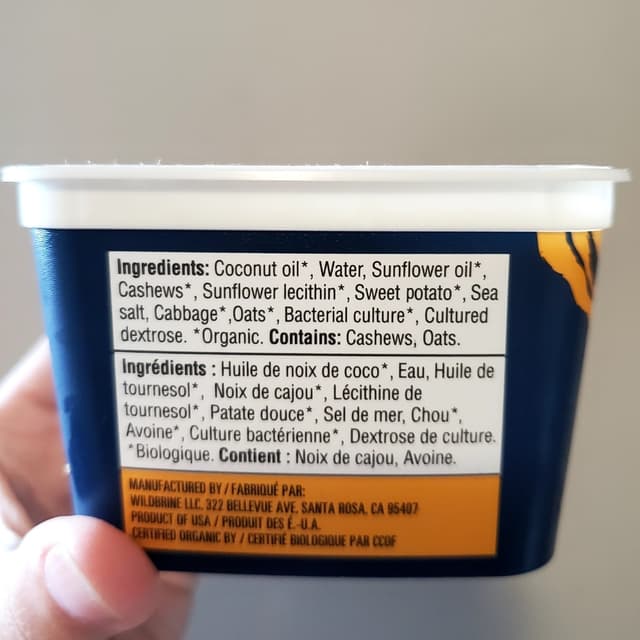 Ingredients: Coconut oil*, Water, Sunflower oil*,
Cashews*, Sunflower lecithin*, Sweet potato*, Sea
salt, Cabbage*,Oats*, Bacterial culture*, Cultured
dextrose. *Organic. Contains: Cashews, Oats.
Ingrédients : Huile de noix de coco*, Eau, Huile de
tournesol*, Noix de cajou*, Lécithine de
tournesol*, Patate douce*, Sel de mer, Chou*,
Avoine*, Culture bactérienne*, Dextrose de culture.
*Biologique. Contient : Noix de cajou, Avoine.
MANUFACTURED BY / FABRIQUÉ PAR:
WILDBRINE LLC. 322 BELLEVUE AVE, SANTA ROSA, CA 95407
PRODUCT OF USA / PRODUIT DES É.-U.A.
CERTIFIED ORGANIC BY / CERTIFIÉ BIOLOGIQUE PAR CCOF